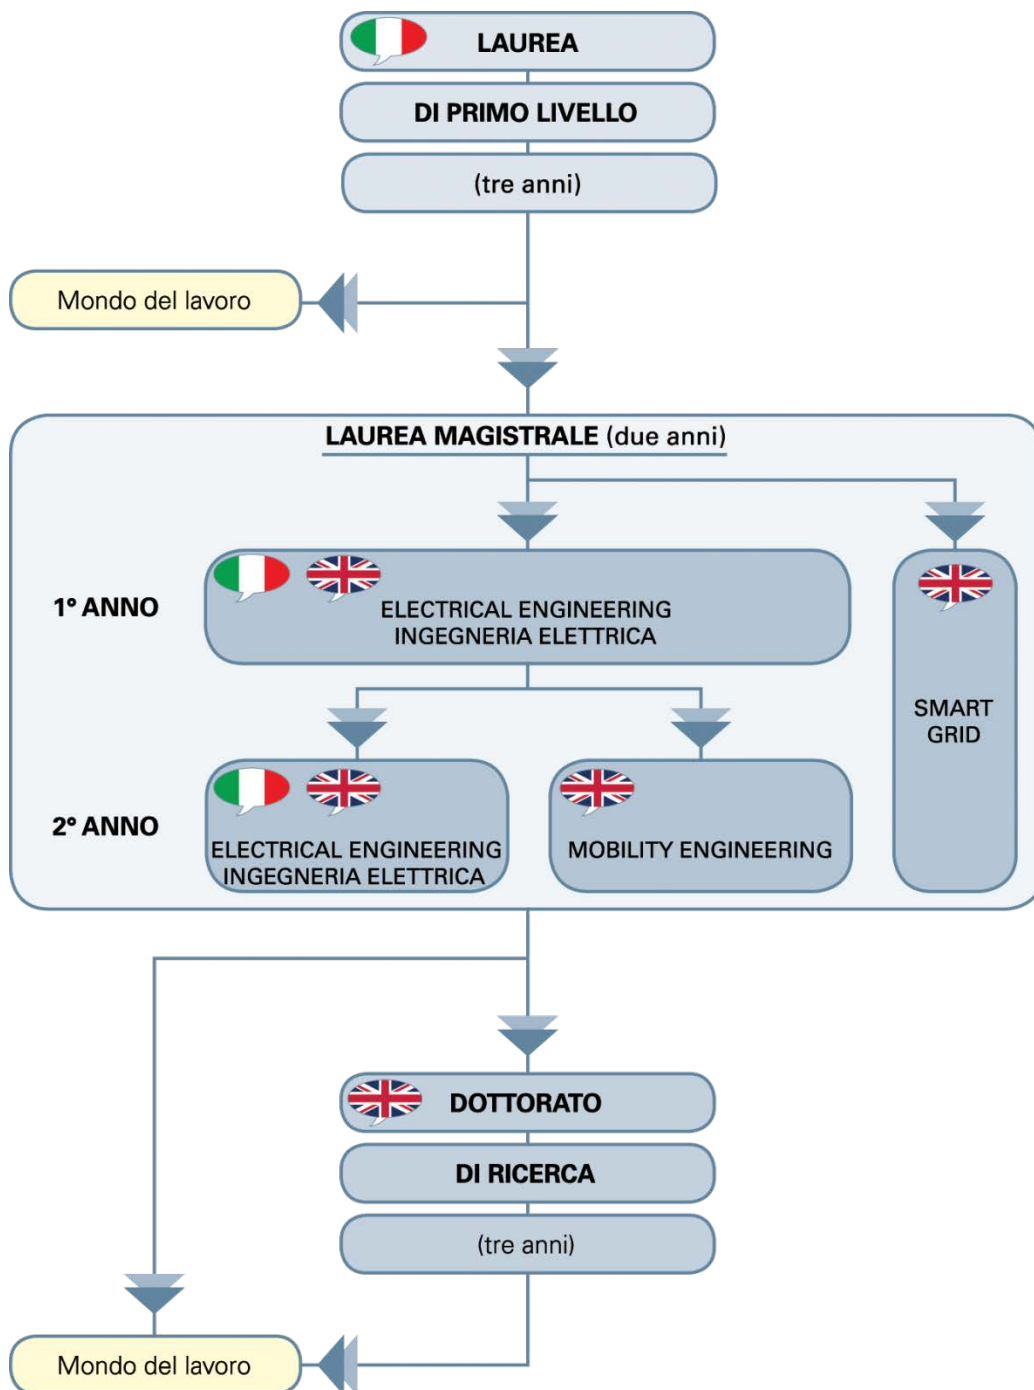 LAUREA
DI PRIMO LIVELLO
(tre anni)
Mondo del lavoro
LAUREA MAGISTRALE (due anni)
1° ANNO
ELECTRICAL ENGINEERING
INGEGNERIA ELETTRICA
SMART
GRID
2° ANNO
ELECTRICAL ENGINEERING
INGEGNERIA ELETTRICA
MOBILITY ENGINEERING
DOTTORATO
DI RICERCA
(tre anni)
Mondo del lavoro